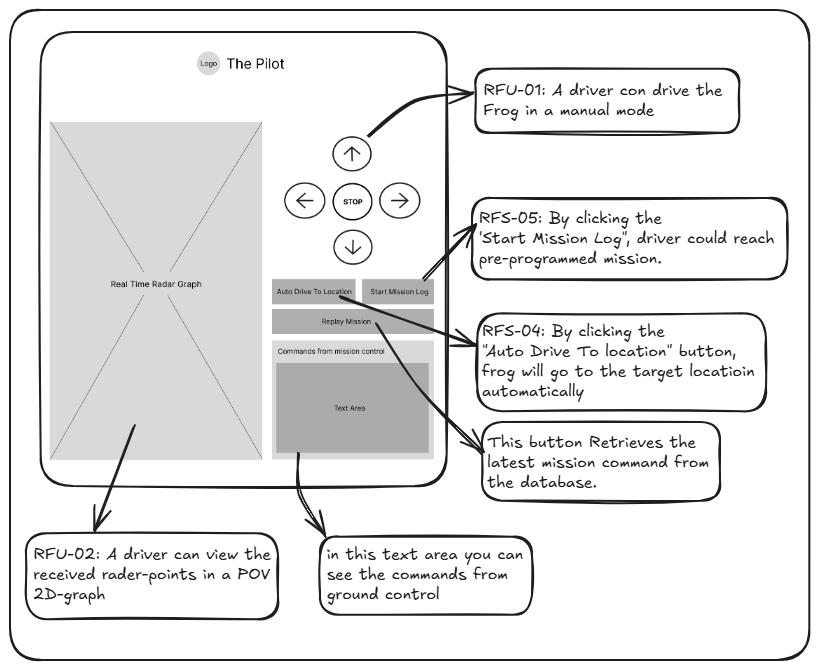 Logo
The Pilot
RFU-01: A driver con drive the
Frog in a manual mode
STOP
RFS-05: By clicking the
"Start Mission Log", driver could reach
pre-programmed mission.
Real Time Radar Graph
Auto Drive To Location
Start Mission Log
Replay Mission
RFS-04: By clicking the
"Auto Drive To location" button,
frog will go to the target locatioin
automatically
Commands from mission control
Text Area
This button Retrieves the
latest mission command from
the database.
RFU-02: A driver can view the
received rader-points in a POV
2D-graph
in this text area you can
see the commands from
ground control